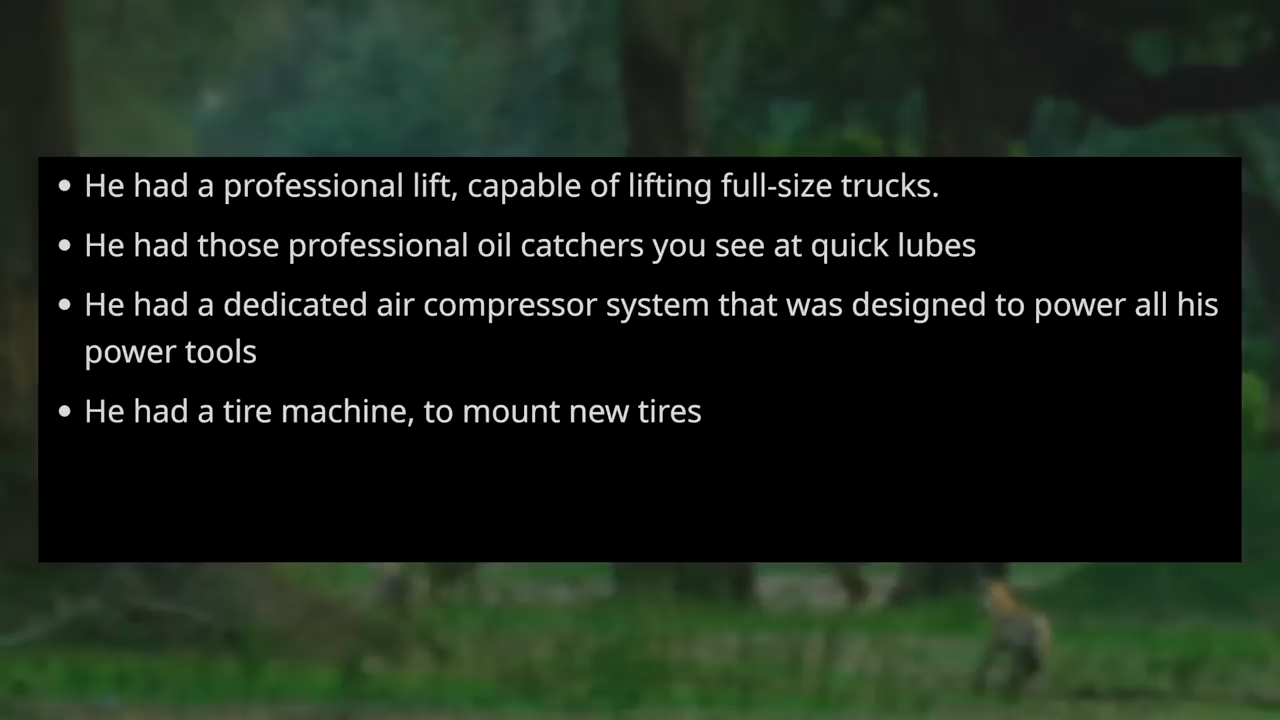 • He had a professional lift, capable of lifting full-size trucks.
• He had those professional oil catchers you see at quick lubes
• He had a dedicated air compressor system that was designed to power all his
power tools
• He had a tire machine, to mount new tires